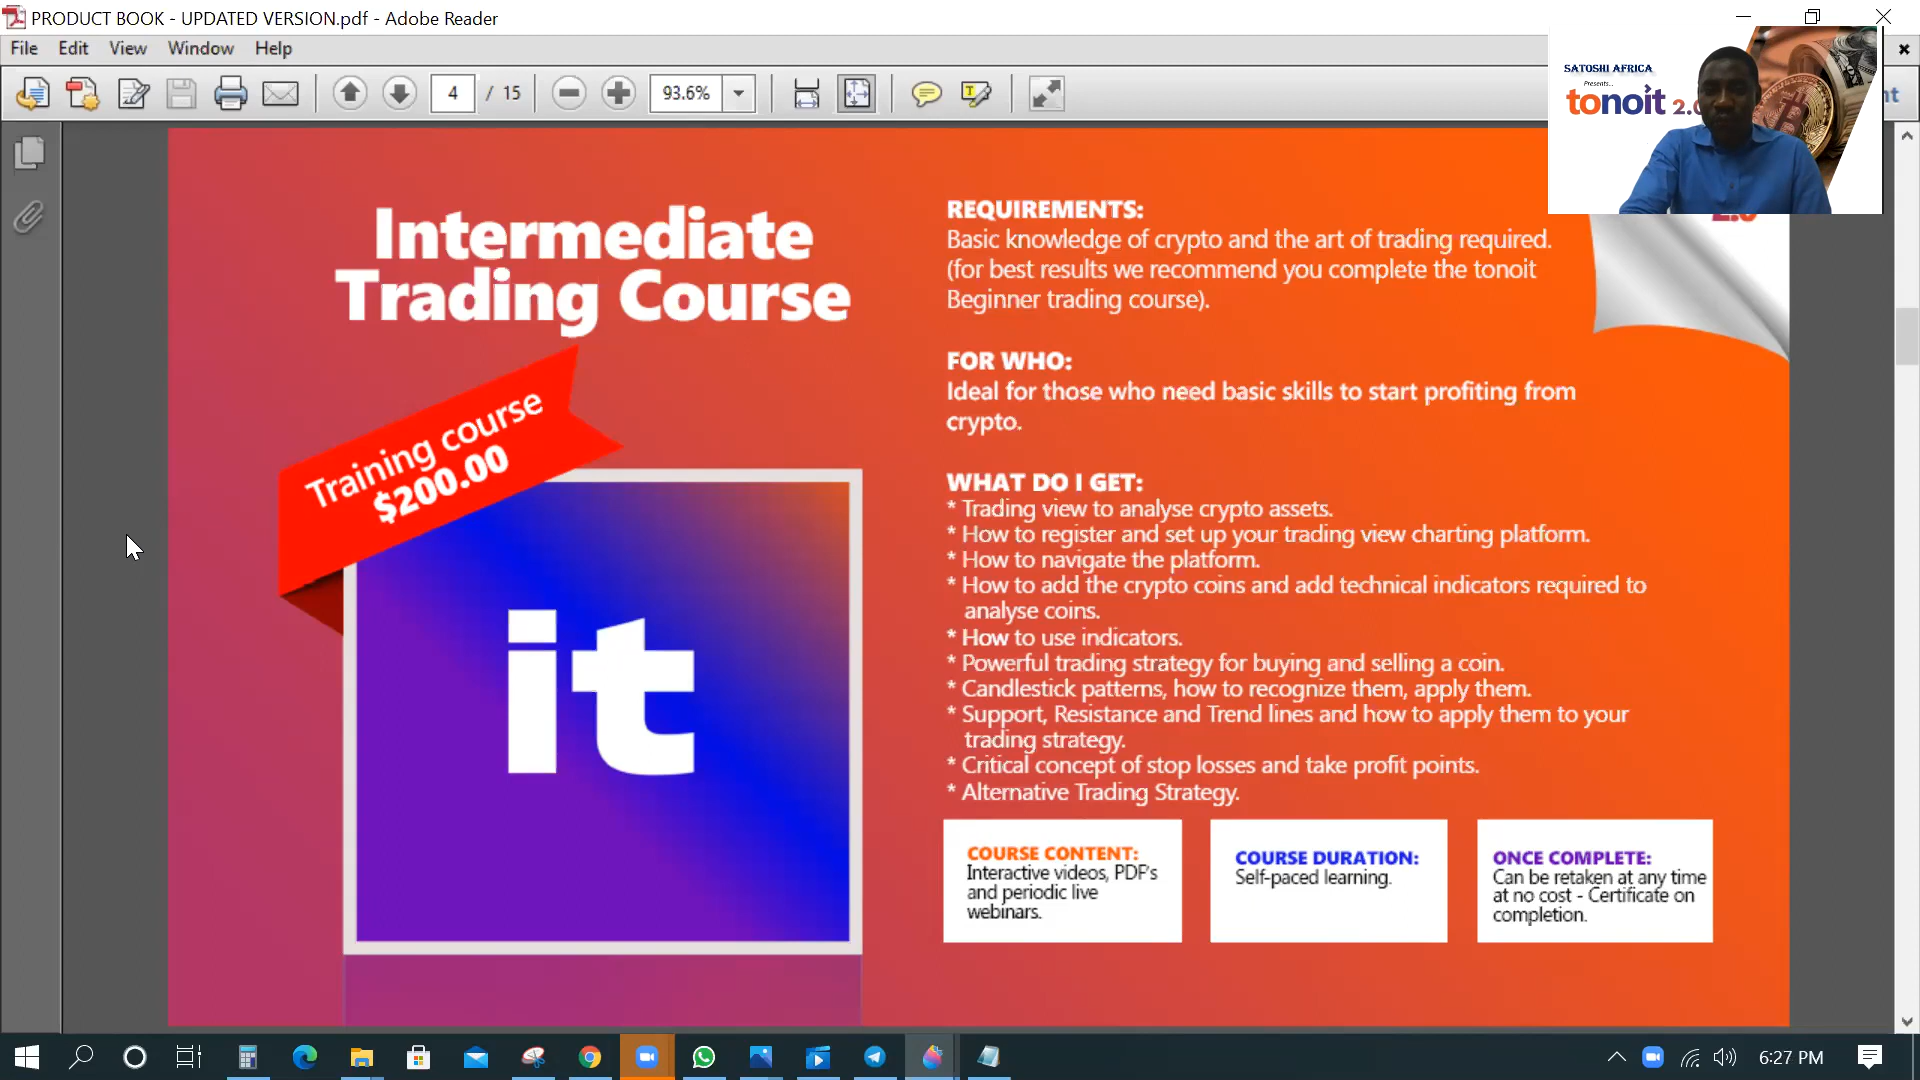 PRODUCT BOOK - UPDATED VERSION.pdf - Adobe Reader
File Edit View Window Help
4 / 15 93.6%
SATOSHI AFRICA
Presents...
tonoit 2.0
nt
2.0
Intermediate
Trading Course
Training course
$200.00
it
REQUIREMENTS:
Basic knowledge of crypto and the art of trading required.
(for best results we recommend you complete the tonoit
Beginner trading course).
FOR WHO:
Ideal for those who need basic skills to start profiting from
crypto.
WHAT DO I GET:
* Trading view to analyse crypto assets.
* How to register and set up your trading view charting platform.
* How to navigate the platform.
* How to add the crypto coins and add technical indicators required to
analyse coins.
* How to use indicators.
* Powerful trading strategy for buying and selling a coin.
* Candlestick patterns, how to recognize them, apply them.
* Support, Resistance and Trend lines and how to apply them to your
trading strategy.
* Critical concept of stop losses and take profit points.
* Alternative Trading Strategy.
COURSE CONTENT:
Interactive videos, PDF's
and periodic live
webinars.
COURSE DURATION:
Self-paced learning.
ONCE COMPLETE:
Can be retaken at any time
at no cost - Certificate on
completion.
6:27 PM